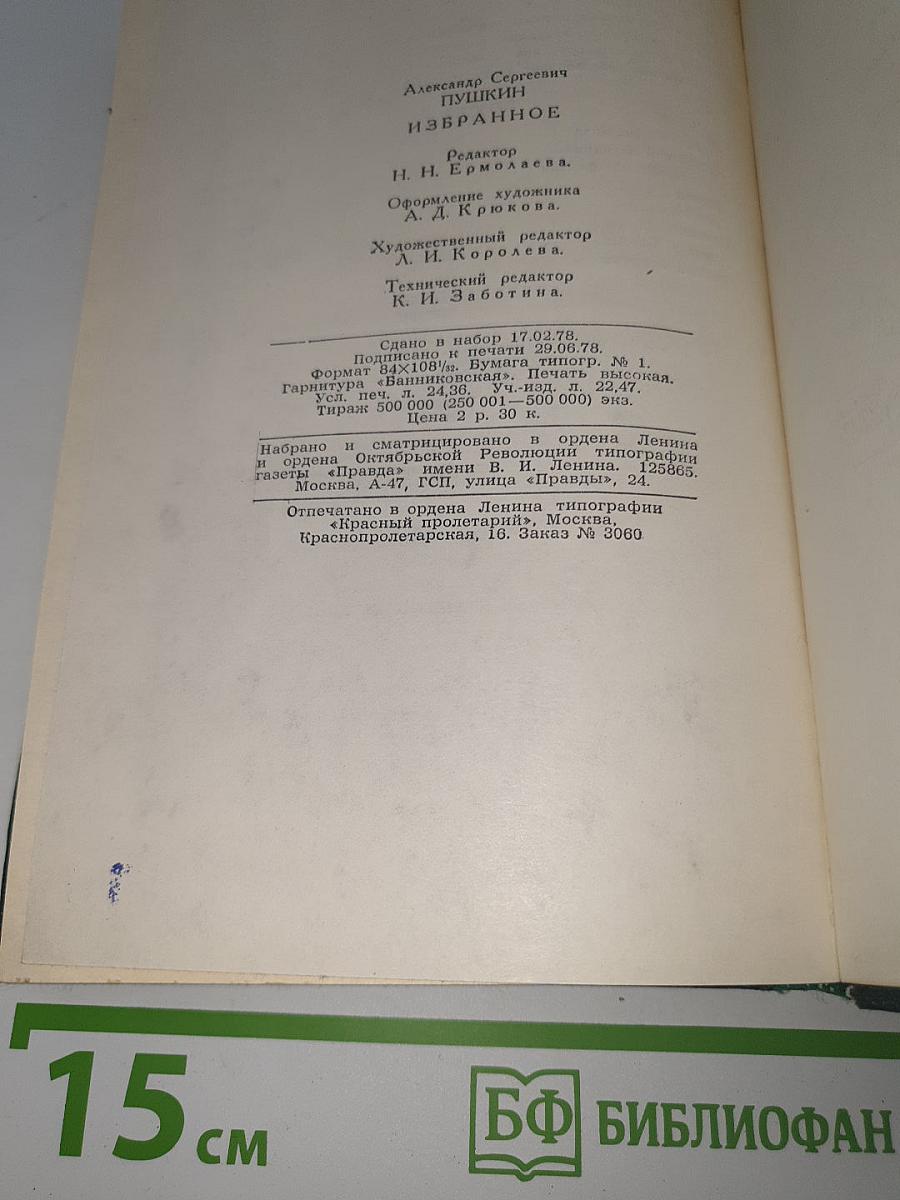 Александр Сергеевич
ПУШКИН
ИЗБРАННОЕ
Редактор
Н. Н. Ермолаева.
Оформление художника
А. Д. Крюкова.
Художественный редактор
Л. И. Королева.
Технический редактор
К. И. Заботина.
Сдано в набор 17.02.78.
Подписано к печати 29.06.78.
Формат 84×108¹/₃₂. Бумага типогр. № 1.
Гарнитура «Банниковская». Печать высокая.
Усл. печ. л. 24,36. Уч.-изд. л. 22,47.
Тираж 500 000 (250 001—500 000) экз.
Цена 2 р. 30 к.
Набрано и сматрицировано в ордена Ленина
и ордена Октябрьской Революции типографии
газеты «Правда» имени В. И. Ленина. 125865.
Москва, А-47, ГСП, улица «Правды», 24.
Отпечатано в ордена Ленина типографии
«Красный пролетарий», Москва,
Краснопролетарская, 16. Заказ № 3060
15 см
БФ БИБЛИОФАН